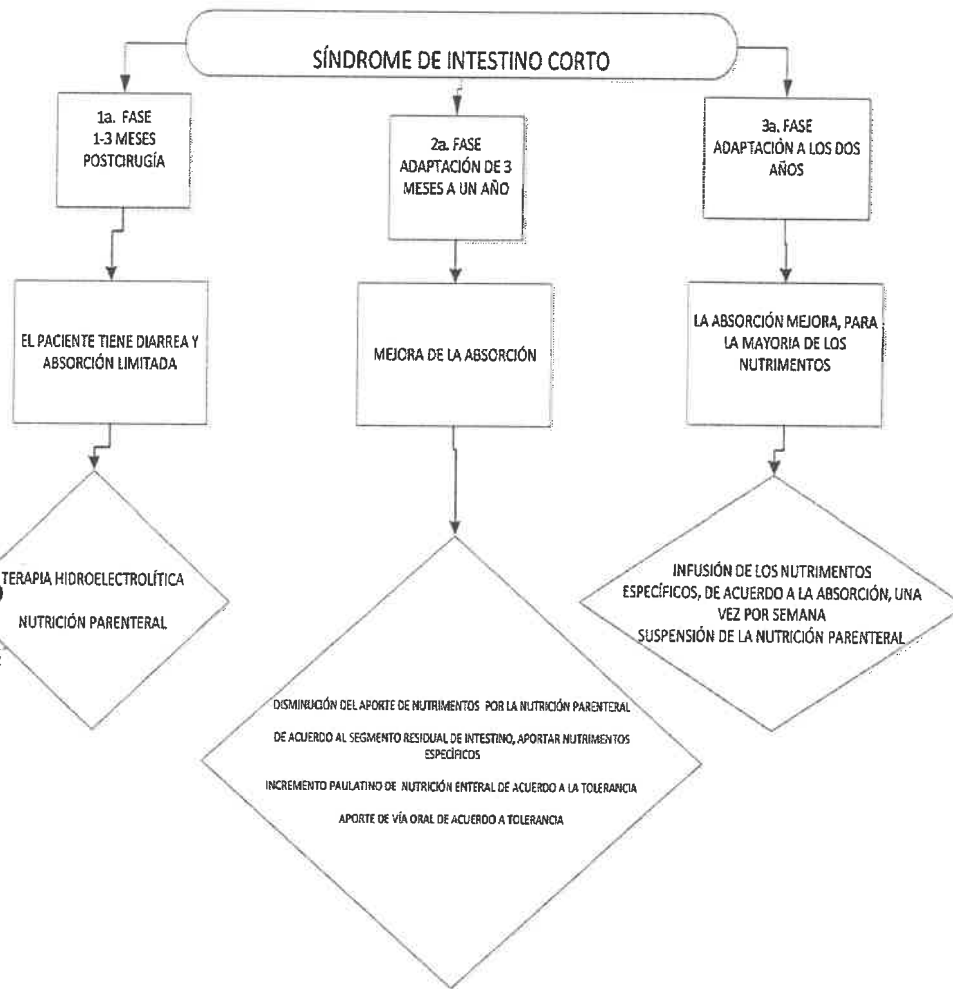 SÍNDROME DE INTESTINO CORTO
1a. FASE
1-3 MESES
POSTCIRUGÍA
2a. FASE
ADAPTACIÓN DE 3
MESES A UN AÑO
3a. FASE
ADAPTACIÓN A LOS DOS
AÑOS
EL PACIENTE TIENE DIARREA Y
ABSORCIÓN LIMITADA
MEJORA DE LA ABSORCIÓN
LA ABSORCIÓN MEJORA, PARA
LA MAYORIA DE LOS
NUTRIMENTOS
TERAPIA HIDROELECTROLÍTICA
NUTRICIÓN PARENTERAL
DISMINUCIÓN DEL APORTE DE NUTRIMENTOS POR LA NUTRICIÓN PARENTERAL
DE ACUERDO AL SEGMENTO RESIDUAL DE INTESTINO, APORTAR NUTRIMENTOS
ESPECÍFICOS
INCREMENTO PAULATINO DE NUTRICIÓN ENTERAL DE ACUERDO A LA TOLERANCIA
APORTE DE VÍA ORAL DE ACUERDO A TOLERANCIA
INFUSIÓN DE LOS NUTRIMENTOS
ESPECÍFICOS, DE ACUERDO A LA ABSORCIÓN, UNA
VEZ POR SEMANA
SUSPENSIÓN DE LA NUTRICIÓN PARENTERAL